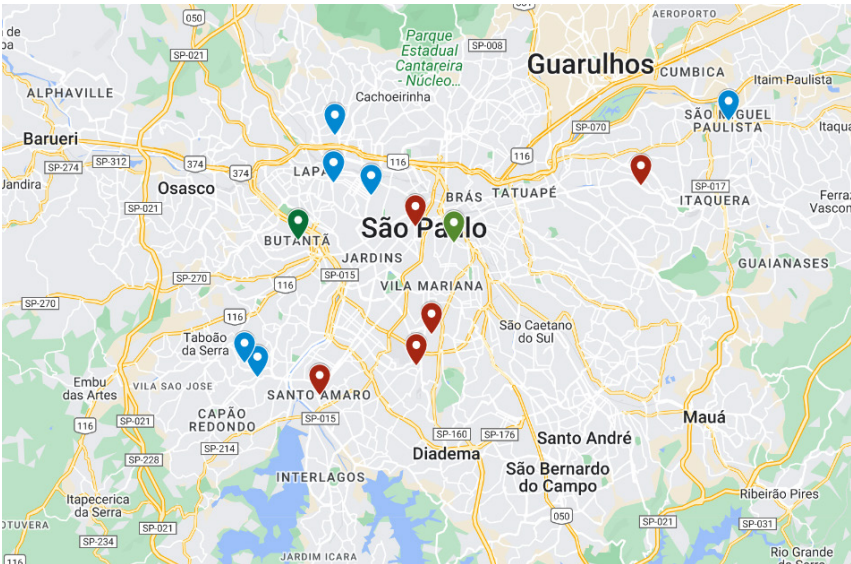 050
AEROPORTO
de
oa
SP-021
Parque
Estadual
Cantareira
- Núcleo...
SP-008
Guarulhos
CUMBICA
Itaim Paulista
ALPHAVILLE
Cachoeirinha
SÃO MIGUEL
PAULISTA
SP-070
Itaqua
Barueri
SP-274
SP-312
374
374
LAPA
116
116
Jandira
Osasco
SP-017
ITAQUERA
Ferraz
Vascon
SP-021
BRÁS
TATUAPÉ
São Paulo
BUTANTÃ
JARDINS
GUAIANASES
SP-270
SP-015
116
VILA MARIANA
SP-270
116
Taboão
da Serra
São Caetano
do Sul
Embu
das Artes
VILA SAO JOSE
SANTO AMARO
116
SP-021
CAPÃO
REDONDO
SP-015
Mauá
SP-214
SP-160
SP-176
Santo André
SP-228
Diadema
São Bernardo
do Campo
INTERLAGOS
Itapecerica
da Serra
Ribeirão Pires
OTUVERA
SP-021
050
SP-021
SP-031
SP-234
JARDIM ICARA
Rio Grande
116